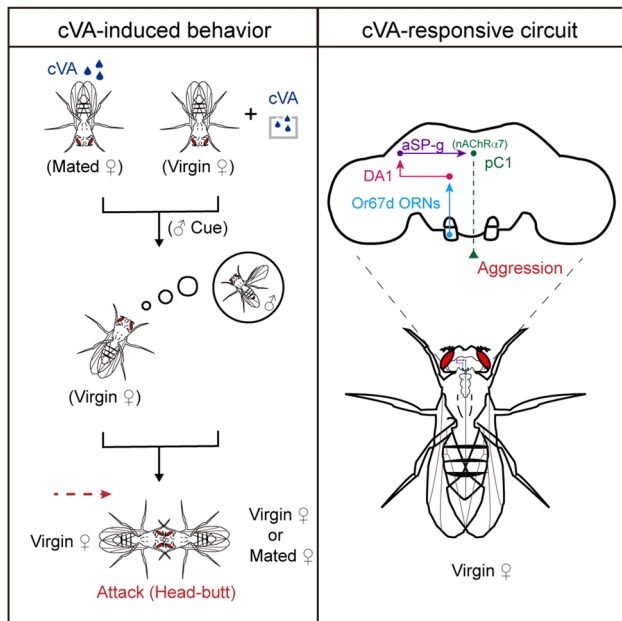 cVA-induced behavior
cVA
cVA
+
(Mated ♀)
(Virgin ♀)
(♂ Cue)
♂
(Virgin ♀)
Virgin ♀
Virgin ♀
or
Mated ♀
Attack (Head-butt)
cVA-responsive circuit
aSP-g
(nAChRα7)
pC1
DA1
Or67d ORNs
Aggression
Virgin ♀